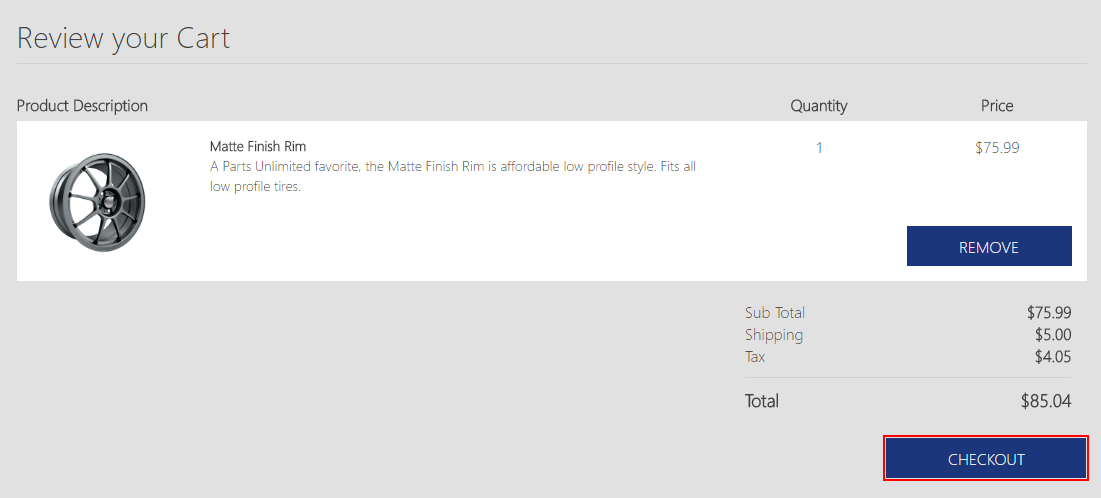 Review your Cart
Product Description Quantity Price
Matte Finish Rim 1 $75.99
A Parts Unlimited favorite, the Matte Finish Rim is affordable low profile style. Fits all
low profile tires.
REMOVE
Sub Total $75.99
Shipping $5.00
Tax $4.05
Total $85.04
CHECKOUT